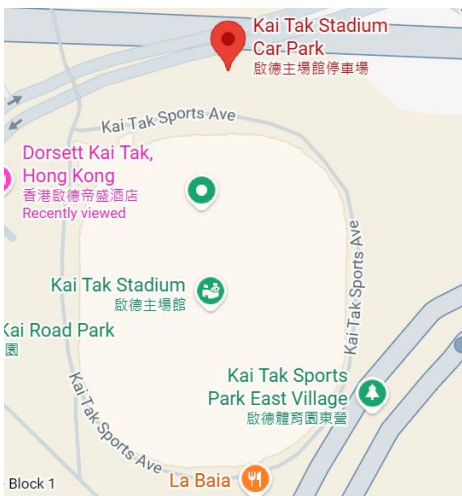 Kai Tak Stadium
Car Park
啟德主場館停車場
Kai Tak Sports Ave
Dorsett Kai Tak,
Hong Kong
香港啟德帝盛酒店
Recently viewed
Kai Tak Sports Ave
Kai Tak Stadium
啟德主場館
Kai Road Park
園
Kai Tak Sports
Park East Village
啟德體育園東營
Kai Tak Sports Ave
La Baia
Block 1